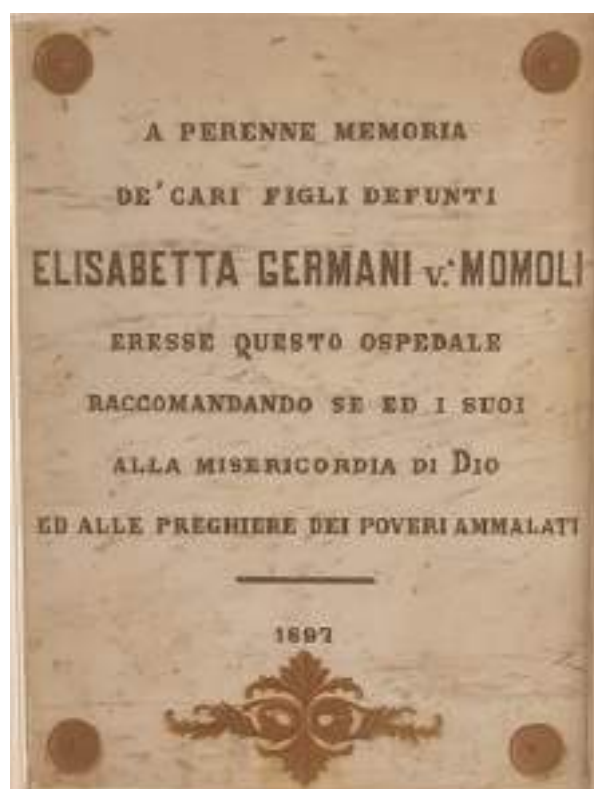 A PERENNE MEMORIA
DE' CARI FIGLI DEFUNTI
ELISABETTA GERMANI V.ᵃ MOMOLI
ERESSE QUESTO OSPEDALE
RACCOMANDANDO SE ED I SUOI
ALLA MISERICORDIA DI DIO
ED ALLE PREGHIERE DEI POVERI AMMALATI
1897